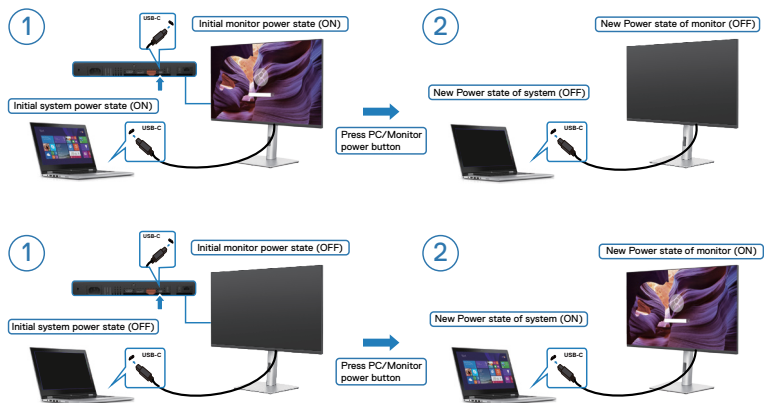 1
USB-C
Initial monitor power state (ON)
Initial system power state (ON)
USB-C
Press PC/Monitor
power button
2
New Power state of monitor (OFF)
New Power state of system (OFF)
USB-C
1
USB-C
Initial monitor power state (OFF)
Initial system power state (OFF)
USB-C
Press PC/Monitor
power button
2
New Power state of monitor (ON)
New Power state of system (ON)
USB-C